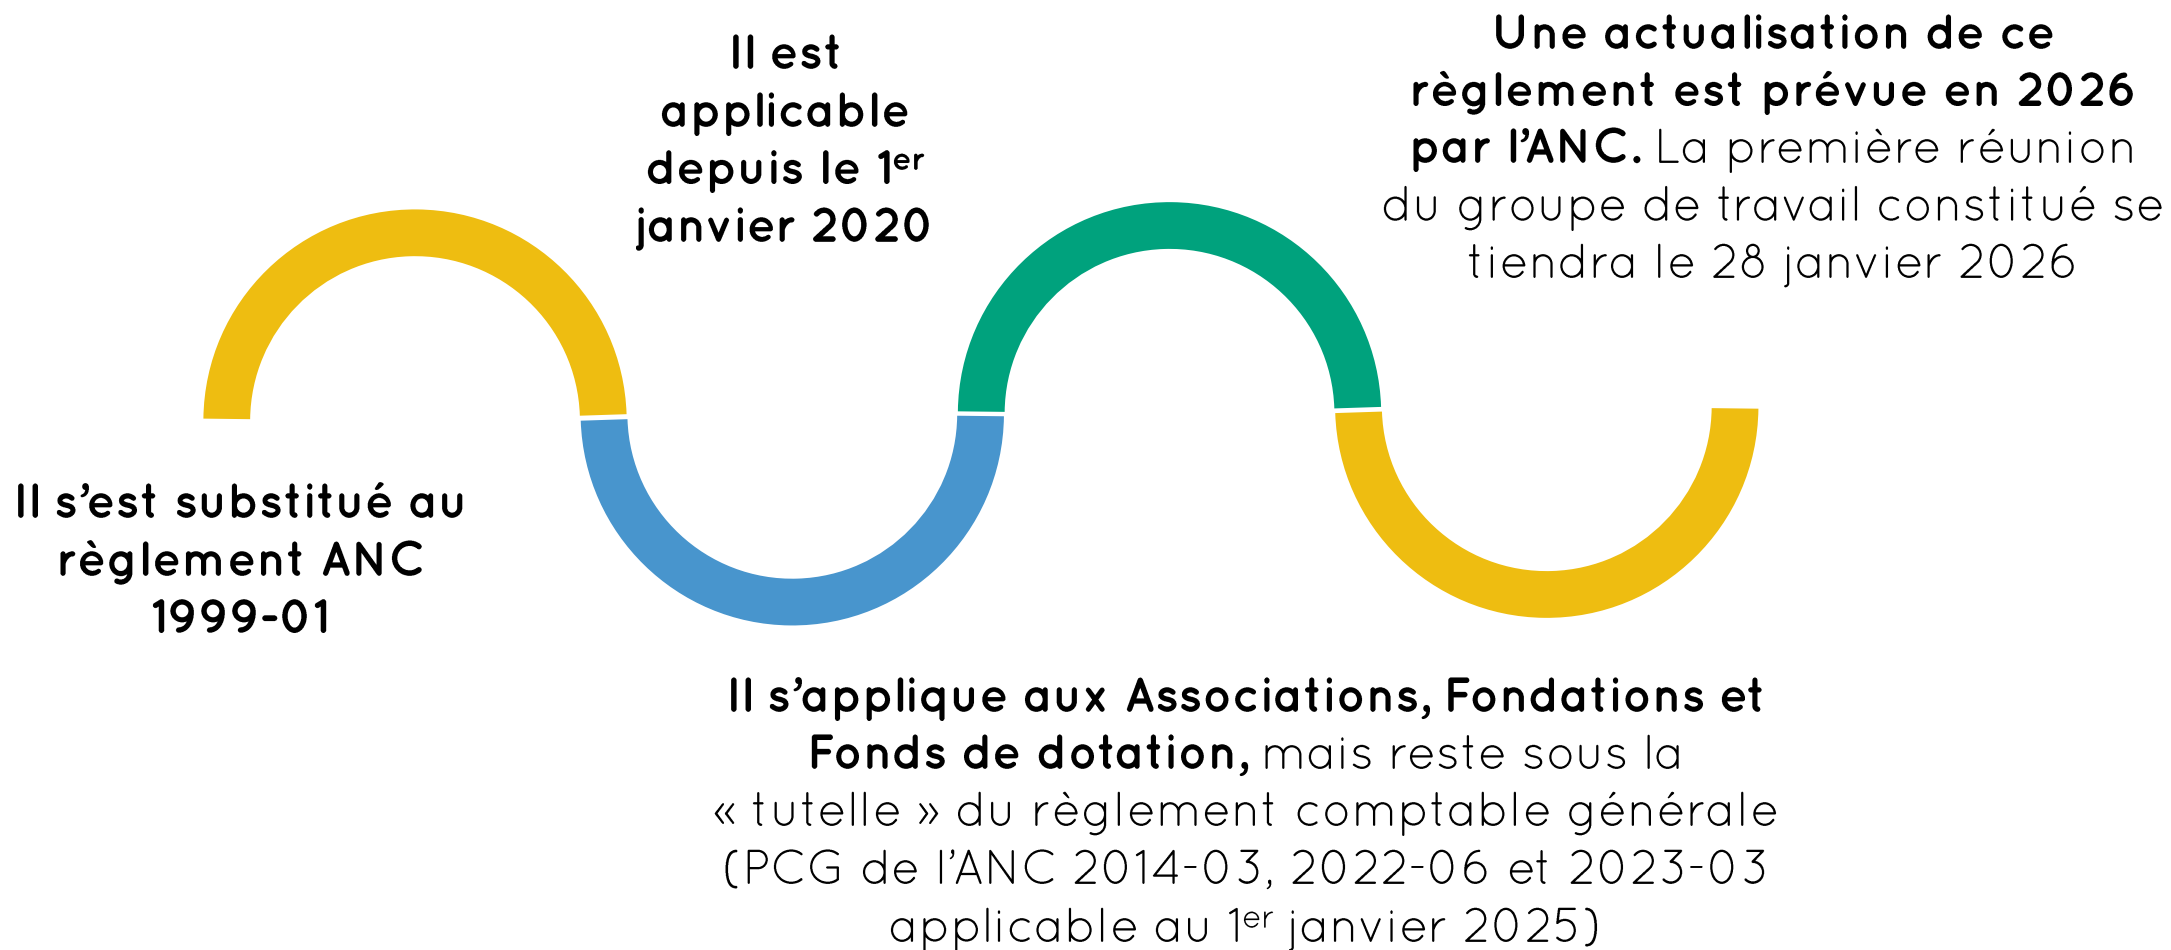 Il s’est substitué au
règlement ANC
1999-01
Il est
applicable
depuis le 1er
janvier 2020
Il s’applique aux Associations, Fondations et
Fonds de dotation, mais reste sous la
« tutelle » du règlement comptable générale
(PCG de l’ANC 2014-03, 2022-06 et 2023-03
applicable au 1er janvier 2025)
Une actualisation de ce
règlement est prévue en 2026
par l’ANC. La première réunion
du groupe de travail constitué se
tiendra le 28 janvier 2026